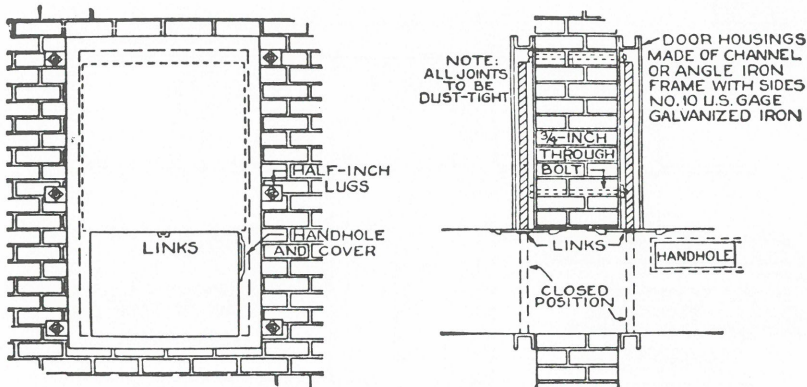 HALF-INCH
LUGS
LINKS
HANDHOLE
AND COVER
NOTE:
ALL JOINTS
TO BE
DUST-TIGHT
DOOR HOUSINGS
MADE OF CHANNEL
OR ANGLE IRON
FRAME WITH SIDES
NO. 10 U.S. GAGE
GALVANIZED IRON
3/4-INCH
THROUGH
BOLT
LINKS
HANDHOLE
CLOSED
POSITION